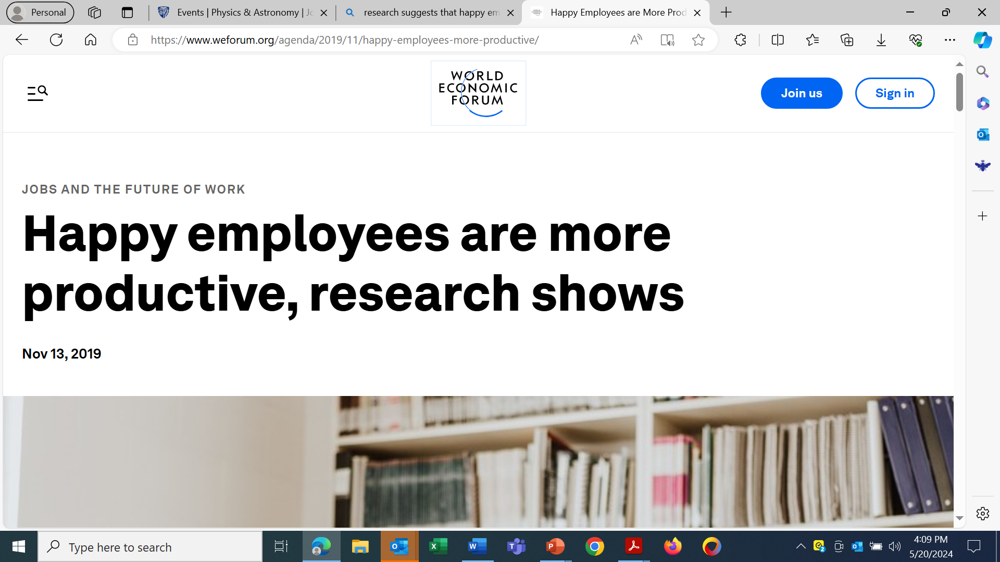 Personal
Events | Physics & Astronomy | Jo
research suggests that happy em
Happy Employees are More Prod
https://www.weforum.org/agenda/2019/11/happy-employees-more-productive/
WORLD
ECONOMIC
FORUM
Join us
Sign in
JOBS AND THE FUTURE OF WORK
Happy employees are more
productive, research shows
Nov 13, 2019
Type here to search
4:09 PM
5/20/2024